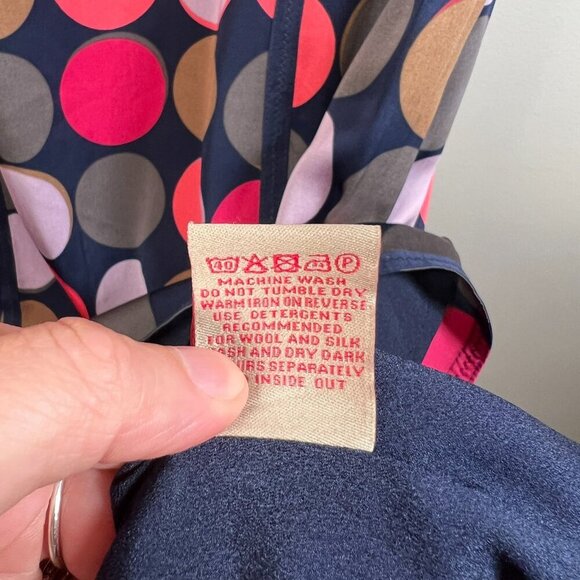 40 P
MACHINE WASH
DO NOT TUMBLE DRY
WARM IRON ON REVERSE
USE DETERGENTS
RECOMMENDED
FOR WOOL AND SILK
AND DRY DARK
SEPARATELY
INSIDE OUT